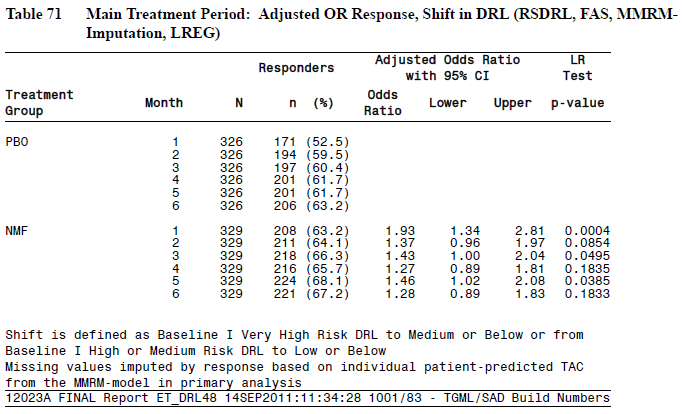 Table 71 Main Treatment Period: Adjusted OR Response, Shift in DRL (RSDRL, FAS, MMRM-
Imputation, LREG)
Responders Adjusted Odds Ratio with 95% CI LR Test
Treatment Group Month N n (%) Odds Ratio Lower Upper p-value
PBO 1 326 171 (52.5)
2 326 194 (59.5)
3 326 197 (60.4)
4 326 201 (61.7)
5 326 201 (61.7)
6 326 206 (63.2)
NMF 1 329 208 (63.2) 1.93 1.34 2.81 0.0004
2 329 211 (64.1) 1.37 0.96 1.97 0.0854
3 329 218 (66.3) 1.43 1.00 2.04 0.0495
4 329 216 (65.7) 1.27 0.89 1.81 0.1835
5 329 224 (68.1) 1.46 1.02 2.08 0.0385
6 329 221 (67.2) 1.28 0.89 1.83 0.1833
Shift is defined as Baseline I Very High Risk DRL to Medium or Below or from
Baseline I High or Medium Risk DRL to Low or Below
Missing values imputed by response based on individual patient-predicted TAC
from the MMRM-model in primary analysis
12023A FINAL Report ET_DRL48 14SEP2011:11:34:28 1001/83 - TGML/SAD Build Numbers